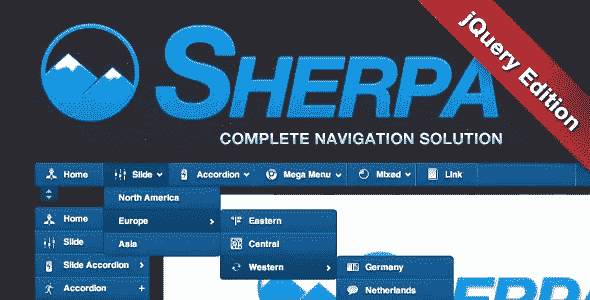 jQuery Edition
SHERPA
COMPLETE NAVIGATION SOLUTION
Home Slide Accordion Mega Menu Mixed Link
North America
Europe
Asia
Eastern
Central
Western
Germany
Netherlands
Home
Slide
Slide Accordion
Accordion
SHERPA